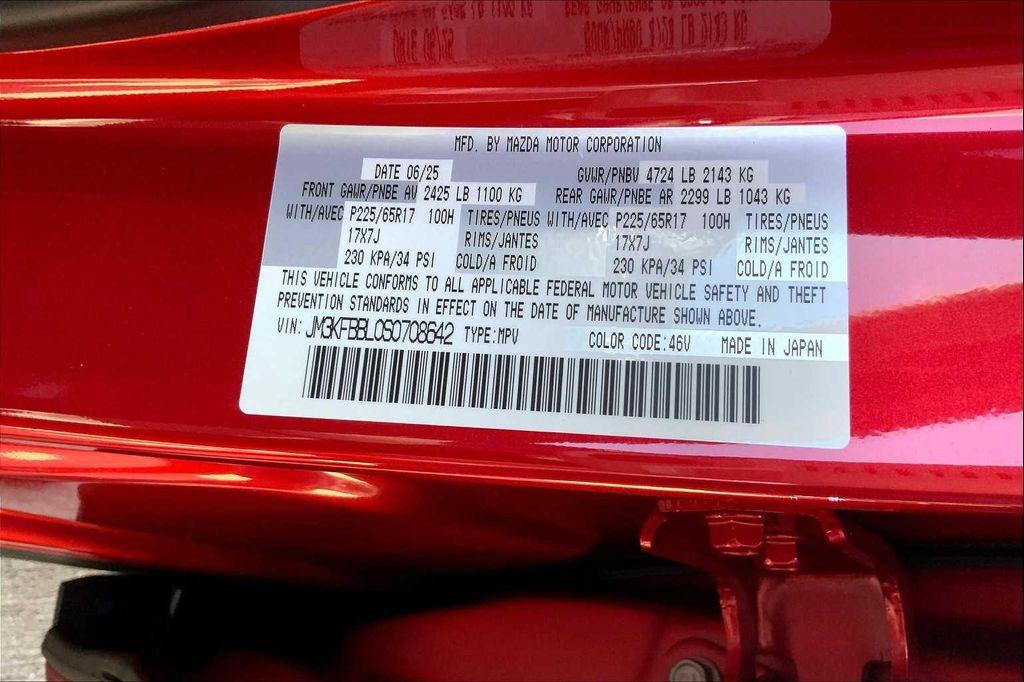 MFD. BY MAZDA MOTOR CORPORATION
DATE 06/25 GVWR/PNBV 4724 LB 2143 KG
FRONT GAWR/PNBE AV 2425 LB 1100 KG REAR GAWR/PNBE AR 2299 LB 1043 KG
WITH/AVEC P225/65R17 100H TIRES/PNEUS WITH/AVEC P225/65R17 100H TIRES/PNEUS
17X7J RIMS/JANTES 17X7J RIMS/JANTES
230 KPA/34 PSI COLD/A FROID 230 KPA/34 PSI COLD/A FROID
THIS VEHICLE CONFORMS TO ALL APPLICABLE FEDERAL MOTOR VEHICLE SAFETY AND THEFT
PREVENTION STANDARDS IN EFFECT ON THE DATE OF MANUFACTURE SHOWN ABOVE.
VIN: JM3KFBBL0S0708642 TYPE:MPV COLOR CODE:46V MADE IN JAPAN